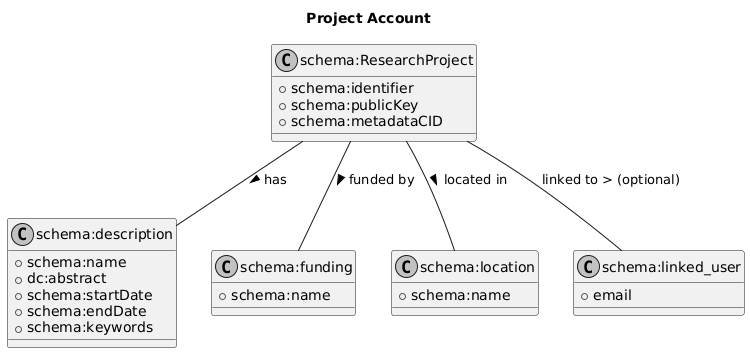 Project Account
C schema:ResearchProject
schema:identifier
schema:publicKey
schema:metadataCID
has
funded by
located in
linked to > (optional)
C schema:description
schema:name
dc:abstract
schema:startDate
schema:endDate
schema:keywords
C schema:funding
schema:name
C schema:location
schema:name
C schema:linked_user
email